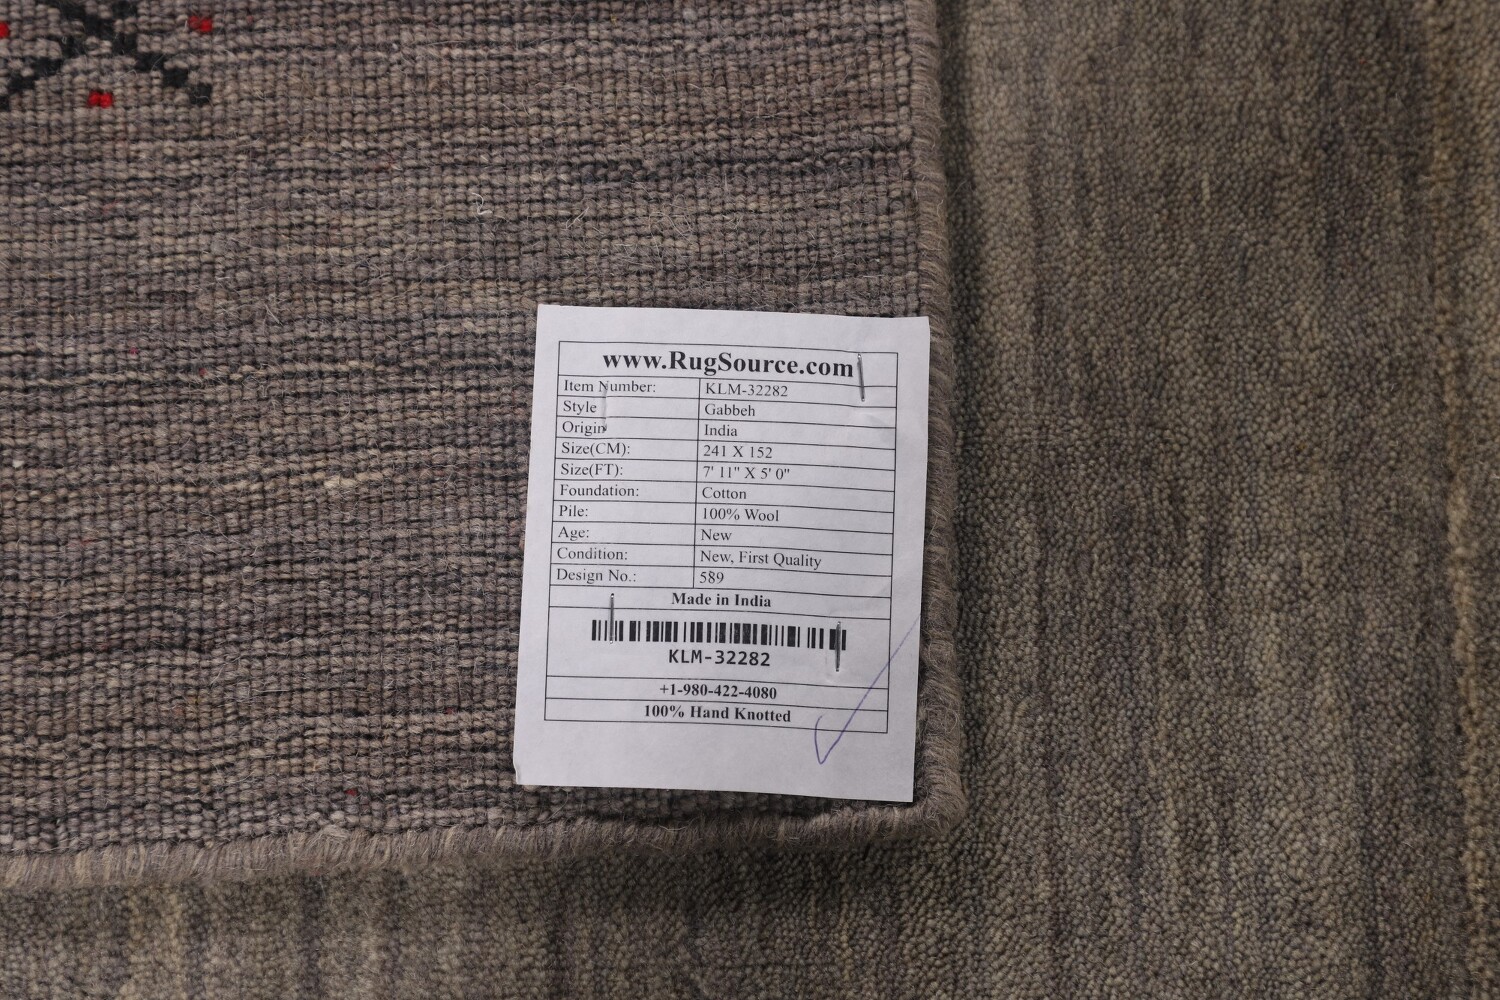 www.RugSource.com
Item Number: KLM-32282
Style Gabbeh
Origin India
Size(CM): 241 X 152
Size(FT): 7' 11" X 5' 0"
Foundation: Cotton
Pile: 100% Wool
Age: New
Condition: New, First Quality
Design No.: 589
Made in India
KLM-32282
+1-980-422-4080
100% Hand Knotted